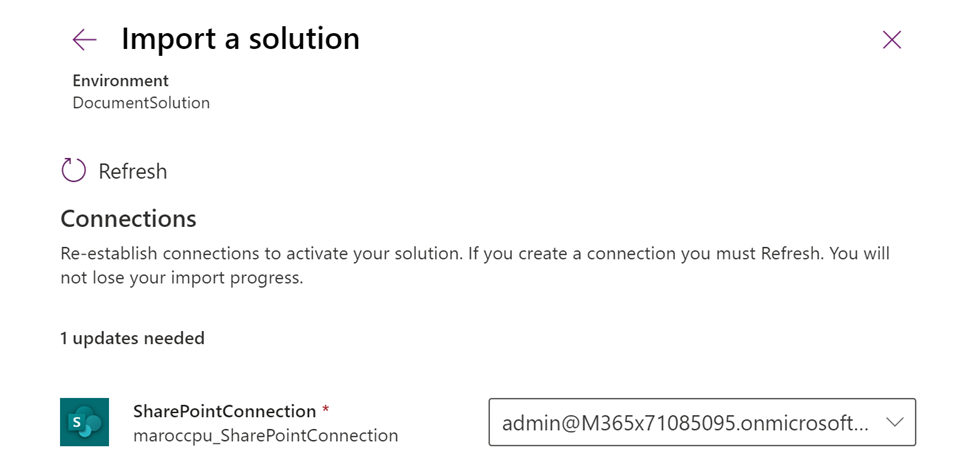 Import a solution
Environment
DocumentSolution
Refresh
Connections
Re-establish connections to activate your solution. If you create a connection you must Refresh. You will
not lose your import progress.
1 updates needed
S
SharePointConnection *
maroccpu_SharePointConnection
admin@M365x71085095.onmicrosoft...